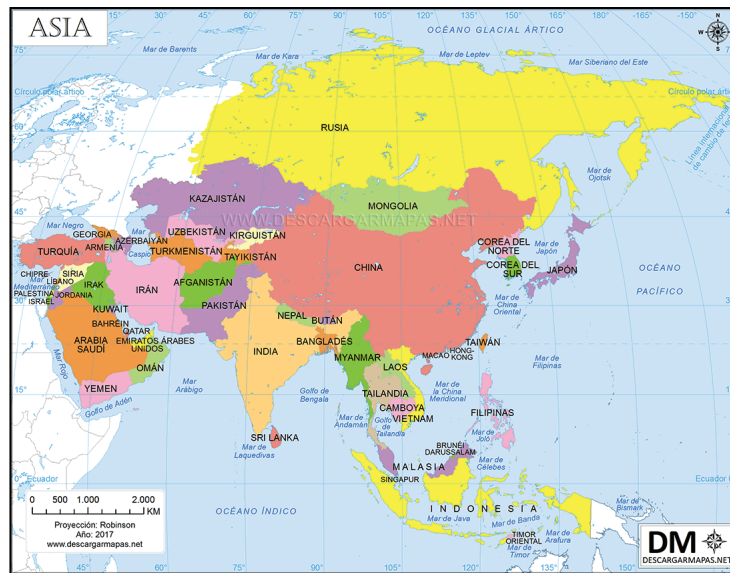 ASIA
OCÉANO GLACIAL ÁRTICO
Mar de Barents
Mar de Kara
Mar de Leptev
Mar Siberiano del Este
N
W
E
S
Círculo polar ártico
Círculo polar ártico
Línea internacional
de cambio de fecha
RUSIA
Mar de
Ojotsk
KAZAJISTÁN
MONGOLIA
WWW.DESCARGARMAPAS.NET
Mar Negro
GEORGIA
ARMENIA
AZERBAIYÁN
Mar
Caspio
UZBEKISTÁN
KIRGUISTÁN
TURKMENISTÁN
TAYIKISTÁN
TURQUÍA
COREA DEL
NORTE
COREA DEL
SUR
Mar de
Japón
JAPÓN
CHINA
OCÉANO
PACÍFICO
CHIPRE
SIRIA
LÍBANO
Mar
Mediterráneo
PALESTINA
ISRAEL
JORDANIA
IRAK
IRÁN
AFGANISTÁN
PAKISTÁN
KUWAIT
BAHRÉIN
QATAR
EMIRATOS ÁRABES
UNIDOS
ARABIA
SAUDÍ
OMÁN
YEMEN
Mar Rojo
Golfo de Adén
Mar
Arábigo
NEPAL
BUTÁN
INDIA
BANGLADÉS
MYANMAR
LAOS
MACAO
HONG-
KONG
TAIWÁN
Mar de
China
Oriental
Mar de
Filipinas
TAILANDIA
CAMBOYA
VIETNAM
Mar de
la China
Meridional
FILIPINAS
Golfo de
Bengala
Mar de
Andamán
Golfo de
Tailandia
SRI LANKA
Mar de
Laquedivas
Mar de
Joló
BRUNÉI
DARUSSALAM
Mar de
Célebes
MALASIA
SINGAPUR
Ecuador
Ecuador
INDONESIA
Mar de Java
Mar de Banda
Mar de
Bismark
TIMOR
ORIENTAL
Mar de
Arafura
Mar de
Timor
OCÉANO ÍNDICO
0 500 1.000 2.000
KM
Proyección: Robinson
Año: 2017
www.descargarmapas.net
DM
DESCARGARMAPAS.NET